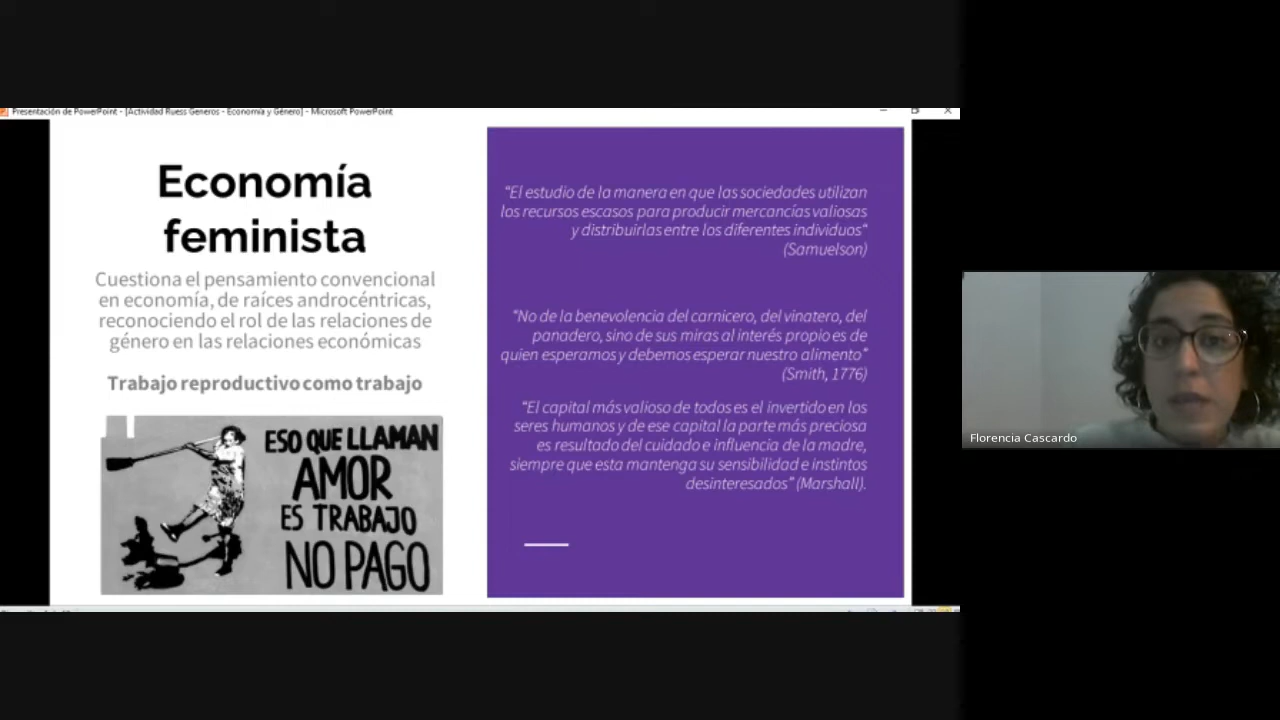 Presentación de PowerPoint - [Actividad Ruess Generos - Economía y Género] - Microsoft PowerPoint
Economía
feminista
Cuestiona el pensamiento convencional
en economía, de raíces androcéntricas,
reconociendo el rol de las relaciones de
género en las relaciones económicas
Trabajo reproductivo como trabajo
ESO QUE LLAMAN
AMOR
ES TRABAJO
NO PAGO
“El estudio de la manera en que las sociedades utilizan
los recursos escasos para producir mercancías valiosas
y distribuirlas entre los diferentes individuos“
(Samuelson)
“No de la benevolencia del carnicero, del vinatero, del
panadero, sino de sus miras al interés propio es de
quien esperamos y debemos esperar nuestro alimento”
(Smith, 1776)
“El capital más valioso de todos es el invertido en los
seres humanos y de ese capital la parte más preciosa
es resultado del cuidado e influencia de la madre,
siempre que esta mantenga su sensibilidad e instintos
desinteresados” (Marshall).
Florencia Cascardo